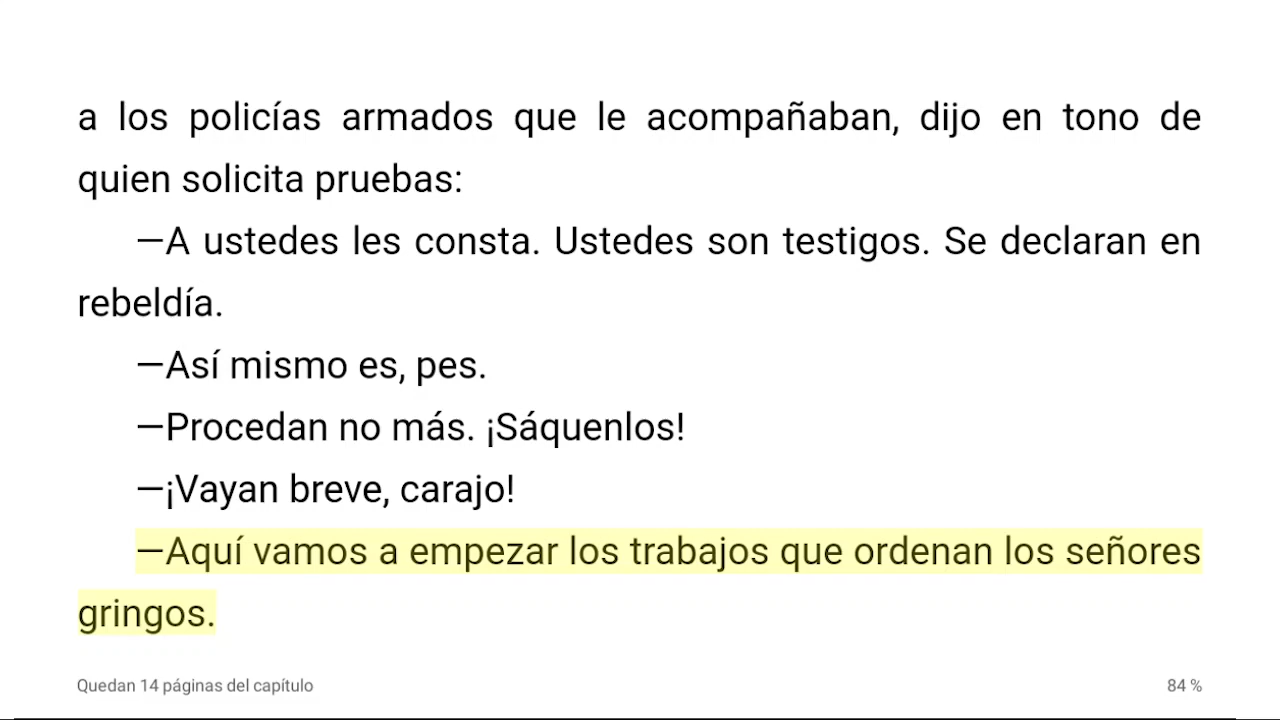 a los policías armados que le acompañaban, dijo en tono de
quien solicita pruebas:
—A ustedes les consta. Ustedes son testigos. Se declaran en
rebeldía.
—Así mismo es, pes.
—Procedan no más. ¡Sáquenlos!
—¡Vayan breve, carajo!
—Aquí vamos a empezar los trabajos que ordenan los señores
gringos.
Quedan 14 páginas del capítulo
84 %